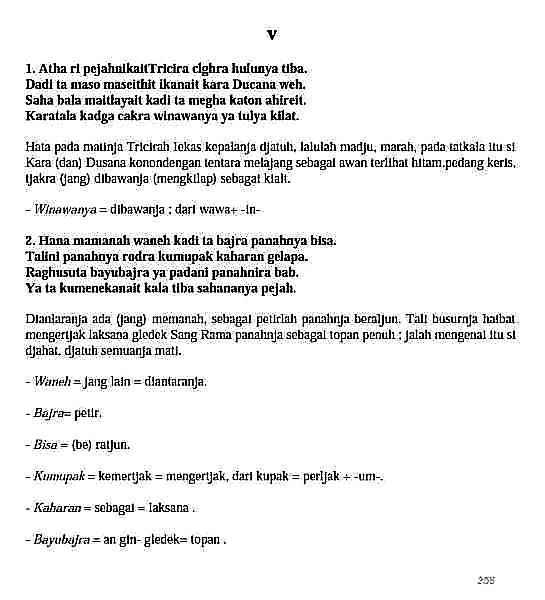 V
1. Atha ri pejahnikaitTricira cighra hulunya tiba.
Dadi ta maso maseithit ikanait kara Ducana weh.
Saha bala maitlayait kadi ta megha katon ahireit.
Karatala kadga cakra winawanya ya tulya kilat.
Hata pada matinja Tricirah lekas kepalanja djatuh, lalulah madju, marah, pada tatkala itu si
Kara (dan) Dusana konondengan tentara melajang sebagai awan terlihat hitam.pedang keris,
tjakra (jang) dibawanja (mengkilap) sebagai kialt.
- Winawanya = dibawanja ; dari wawa+ -in-
2. Hana mamanah waneh kadi ta bajra panahnya bisa.
Talini panahnya rodra kumupak kaharan gelapa.
Raghusuta bayubajra ya padani panahnira bab.
Ya ta kumenekanait kala tiba sahananya pejah.
Diantaranja ada (jang) memanah, sebagai petirlah panahnja beratjun. Tali busurnja haibat
mengertjak laksana gledek Sang Rama panahnja sebagai topan penuh ; jalah mengenai itu si
djahat, djatuh semuanja mati.
- Waneh = jang lain = diantaranja.
- Bajra= petir.
- Bisa = (be) ratjun.
- Kumupak = kemertjak = mengertjak, dari kupak = pertjak + -um-.
- Kaharan = sebagai = laksana .
- Bayubajra = an gin- gledek= topan .
258